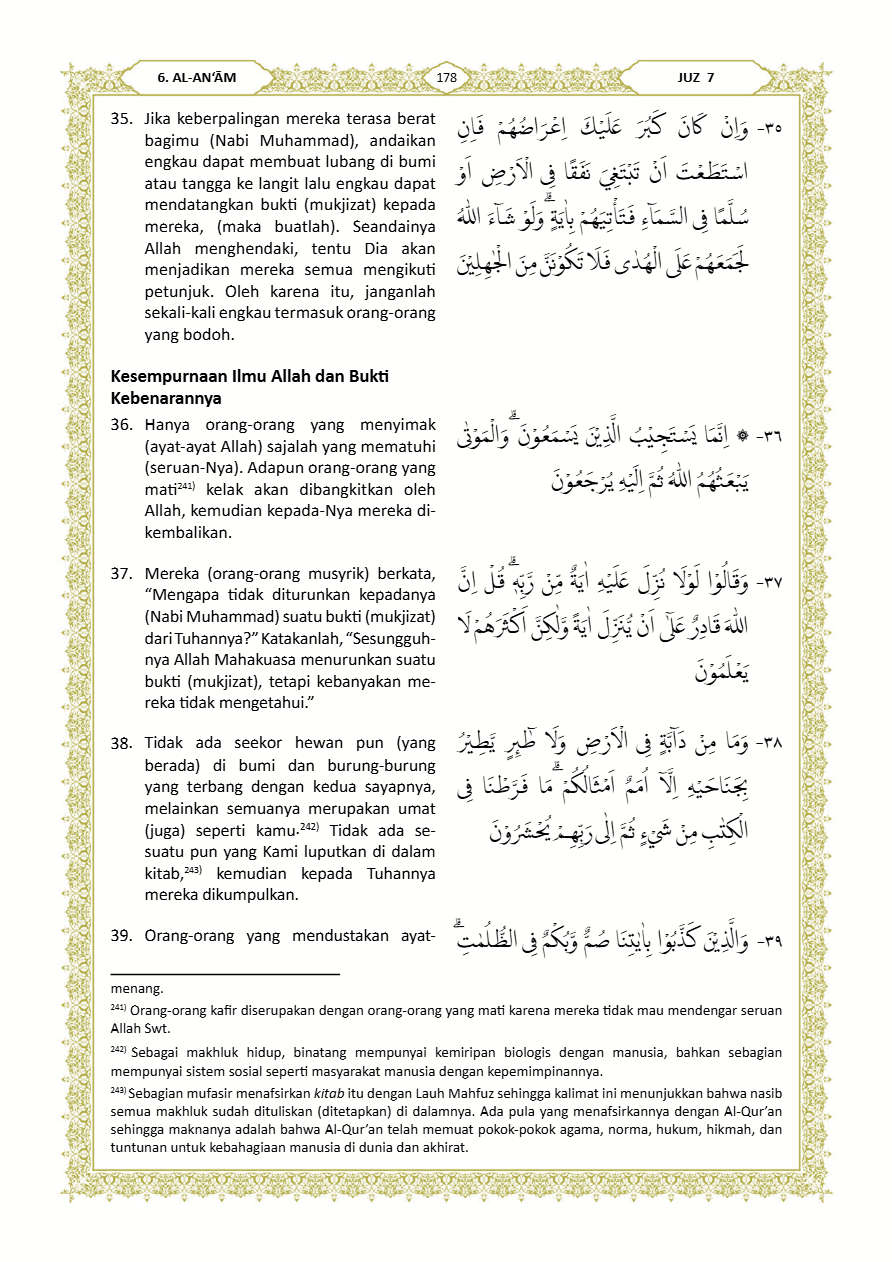 6. AL-AN‘ĀM
178
JUZ 7
35. Jika keberpalingan mereka terasa berat
bagimu (Nabi Muhammad), andaikan
engkau dapat membuat lubang di bumi
atau tangga ke langit lalu engkau dapat
mendatangkan bukti (mukjizat) kepada
mereka, (maka buatlah). Seandainya
Allah menghendaki, tentu Dia akan
menjadikan mereka semua mengikuti
petunjuk. Oleh karena itu, janganlah
sekali-kali engkau termasuk orang-orang
yang bodoh.
٣٥- وَاِنْ كَانَ كَبُرَ عَلَيْكَ اِعْرَاضُهُمْ فَاِنِ
اسْتَطَعْتَ اَنْ تَبْتَغِيَ نَفَقًا فِى الْاَرْضِ اَوْ
سُلَّمًا فِى السَّمَاۤءِ فَتَأْتِيَهُمْ بِاٰيَةٍ ۗوَلَوْ شَاۤءَ اللّٰهُ
لَجَمَعَهُمْ عَلَى الْهُدٰى فَلَا تَكُوْنَنَّ مِنَ الْجٰهِلِيْنَ
Kesempurnaan Ilmu Allah dan Bukti
Kebenarannya
36. Hanya orang-orang yang menyimak
(ayat-ayat Allah) sajalah yang mematuhi
(seruan-Nya). Adapun orang-orang yang
mati²⁴¹⁾ kelak akan dibangkitkan oleh
Allah, kemudian kepada-Nya mereka di-
kembalikan.
٣٦- ۞ اِنَّمَا يَسْتَجِيْبُ الَّذِيْنَ يَسْمَعُوْنَ ۗوَالْمَوْتٰى
يَبْعَثُهُمُ اللّٰهُ ثُمَّ اِلَيْهِ يُرْجَعُوْنَ
37. Mereka (orang-orang musyrik) berkata,
“Mengapa tidak diturunkan kepadanya
(Nabi Muhammad) suatu bukti (mukjizat)
dari Tuhannya?” Katakanlah, “Sesungguh-
nya Allah Mahakuasa menurunkan suatu
bukti (mukjizat), tetapi kebanyakan me-
reka tidak mengetahui.”
٣٧- وَقَالُوْا لَوْلَا نُزِّلَ عَلَيْهِ اٰيَةٌ مِّنْ رَّبِّهٖۗ قُلْ اِنَّ
اللّٰهَ قَادِرٌ عَلٰٓى اَنْ يُّنَزِّلَ اٰيَةً وَّلٰكِنَّ اَكْثَرَهُمْ لَا
يَعْلَمُوْنَ
38. Tidak ada seekor hewan pun (yang
berada) di bumi dan burung-burung
yang terbang dengan kedua sayapnya,
melainkan semuanya merupakan umat
(juga) seperti kamu.²⁴²⁾ Tidak ada se-
suatu pun yang Kami luputkan di dalam
kitab,²⁴³⁾ kemudian kepada Tuhannya
mereka dikumpulkan.
٣٨- وَمَا مِنْ دَاۤبَّةٍ فِى الْاَرْضِ وَلَا طٰۤىِٕرٍ يَّطِيْرُ
بِجَنَاحَيْهِ اِلَّآ اُمَمٌ اَمْثَالُكُمْ ۗمَا فَرَّطْنَا فِى
الْكِتٰبِ مِنْ شَيْءٍ ثُمَّ اِلٰى رَبِّهِمْ يُحْشَرُوْنَ
39. Orang-orang yang mendustakan ayat-
٣٩- وَالَّذِيْنَ كَذَّبُوْا بِاٰيٰتِنَا صُمٌّ وَّبُكْمٌ فِى الظُّلُمٰتِۗ
menang.
²⁴¹⁾ Orang-orang kafir diserupakan dengan orang-orang yang mati karena mereka tidak mau mendengar seruan
Allah Swt.
²⁴²⁾ Sebagai makhluk hidup, binatang mempunyai kemiripan biologis dengan manusia, bahkan sebagian
mempunyai sistem sosial seperti masyarakat manusia dengan kepemimpinannya.
²⁴³⁾ Sebagian mufasir menafsirkan kitab itu dengan Lauh Mahfuz sehingga kalimat ini menunjukkan bahwa nasib
semua makhluk sudah dituliskan (ditetapkan) di dalamnya. Ada pula yang menafsirkannya dengan Al-Qur’an
sehingga maknanya adalah bahwa Al-Qur’an telah memuat pokok-pokok agama, norma, hukum, hikmah, dan
tuntunan untuk kebahagiaan manusia di dunia dan akhirat.